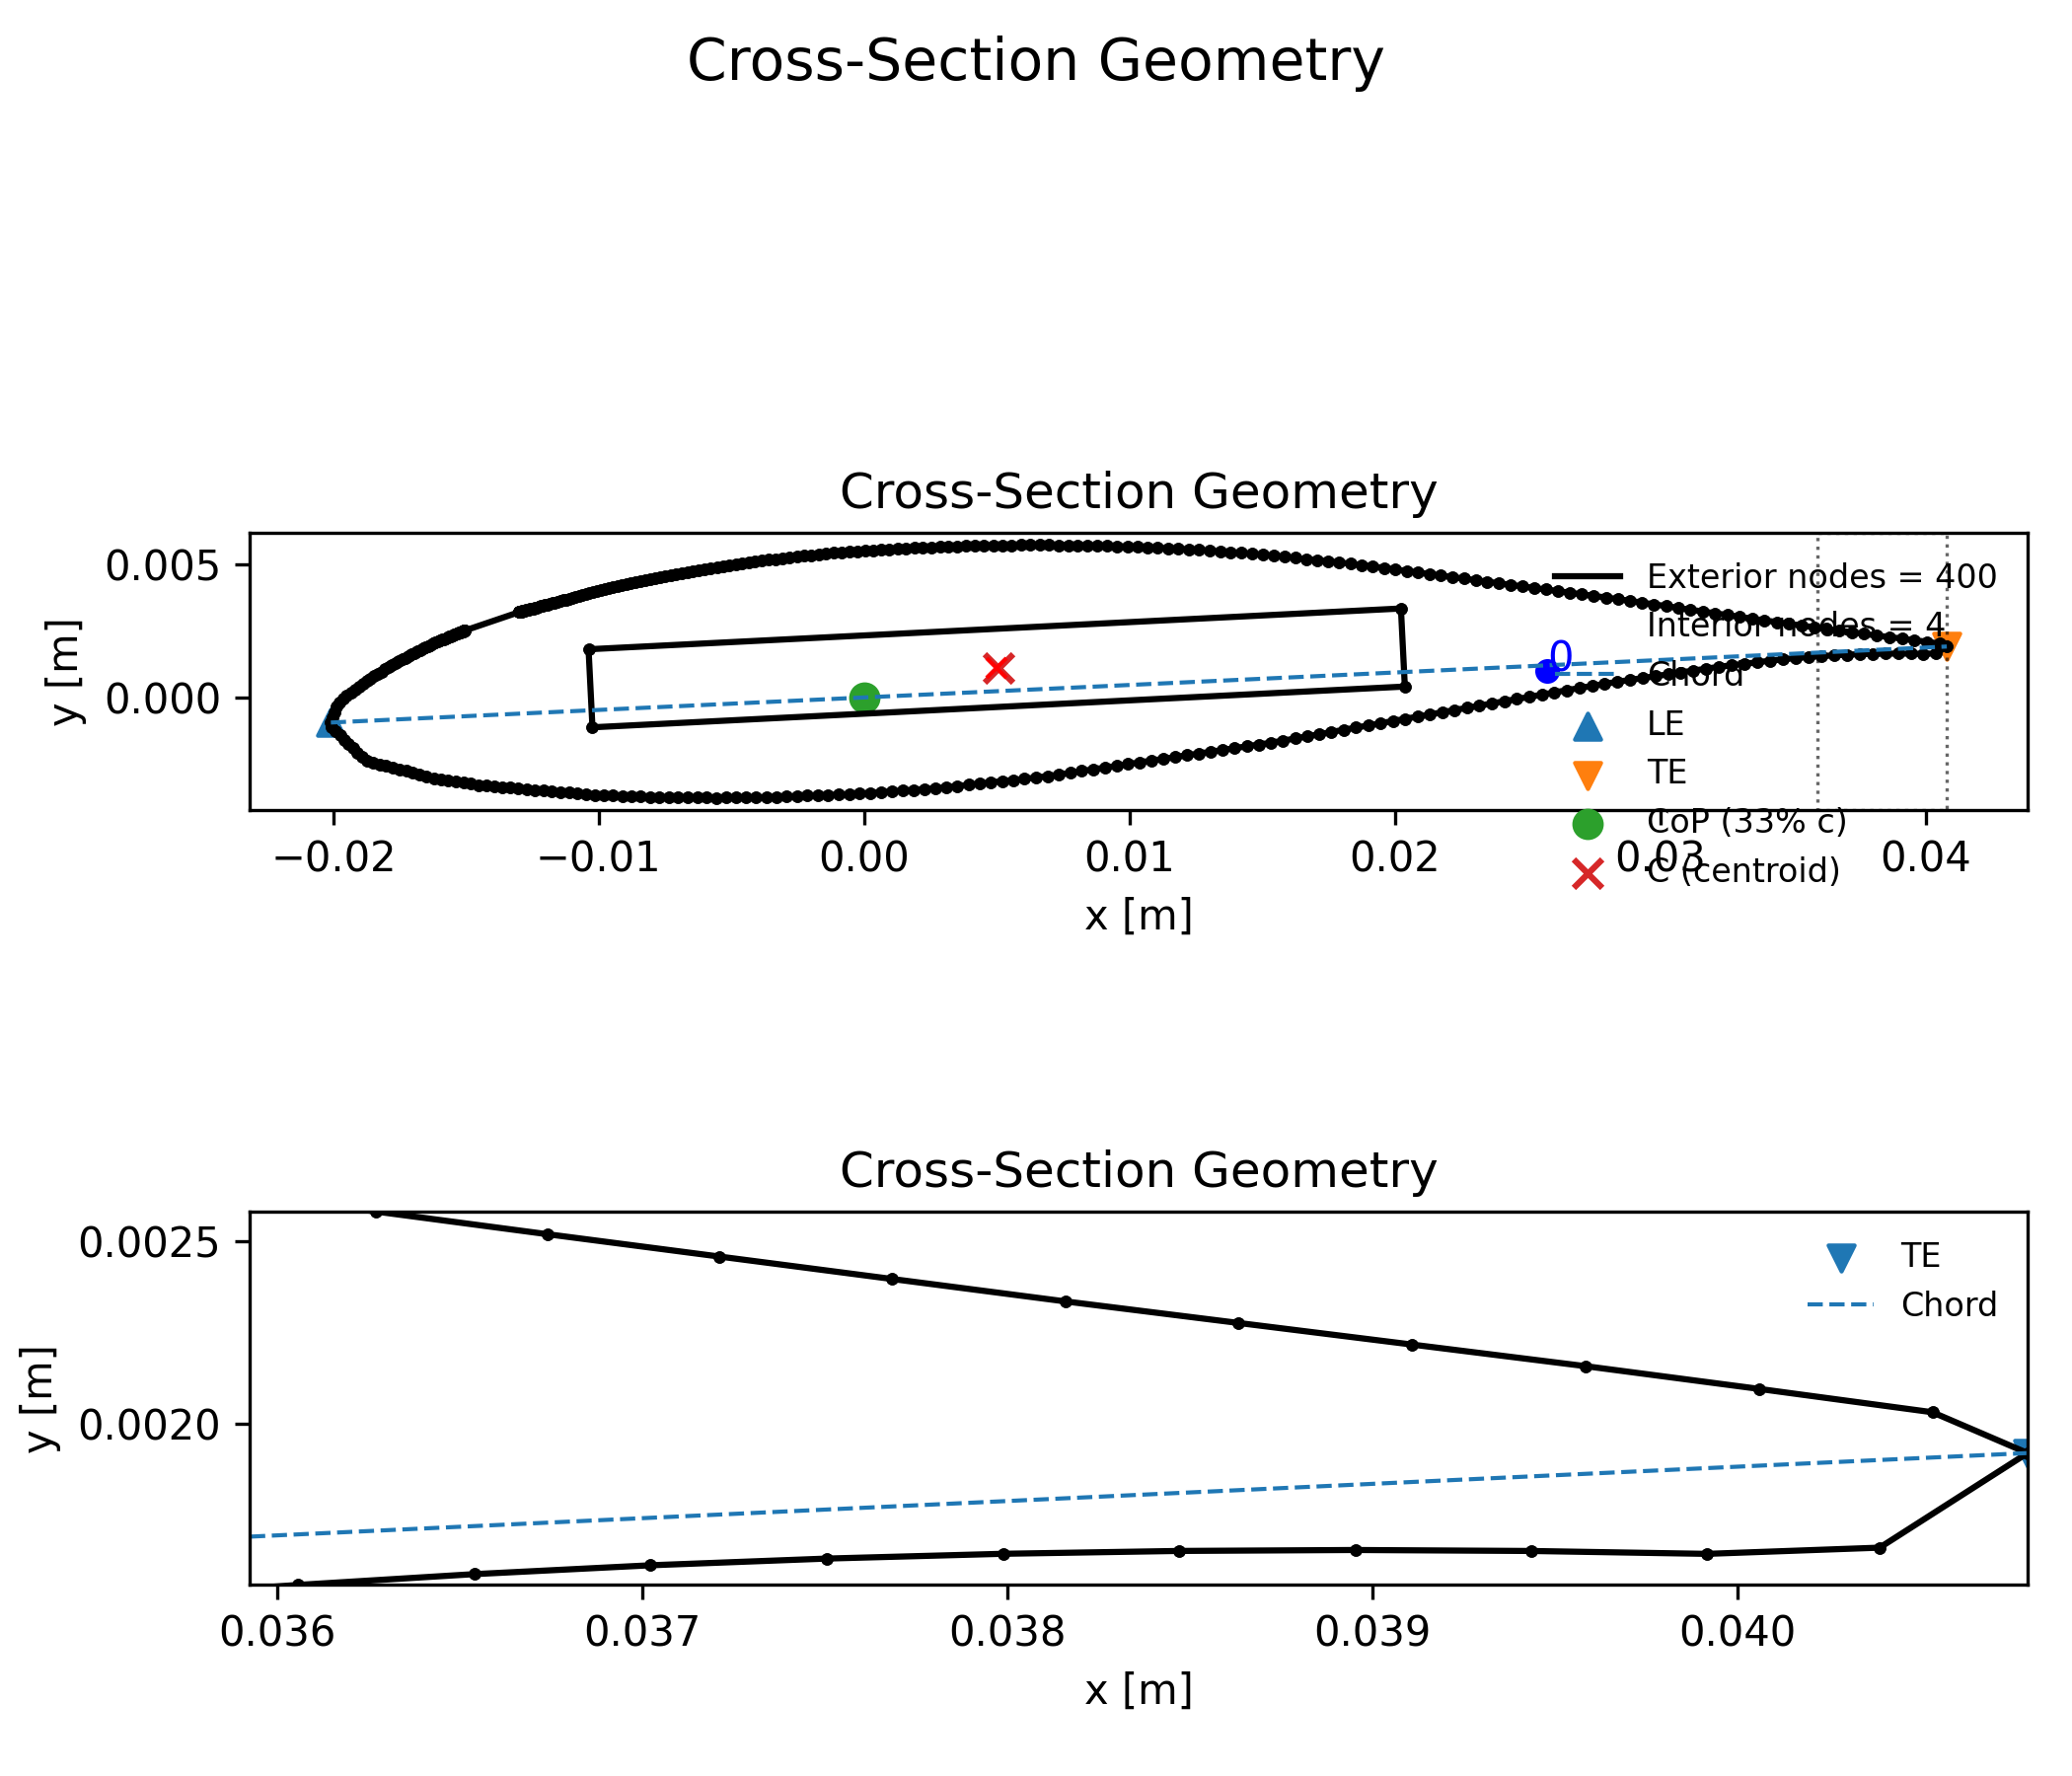 Cross-Section Geometry
Cross-Section Geometry
0.005
0.000
y [m]
0
Exterior nodes = 400
Interior nodes = 4
Chord
LE
TE
CoP (33% c)
C (centroid)
−0.02
−0.01
0.00
0.01
0.02
0.03
0.04
x [m]
Cross-Section Geometry
0.0025
0.0020
y [m]
TE
Chord
0.036
0.037
0.038
0.039
0.040
x [m]